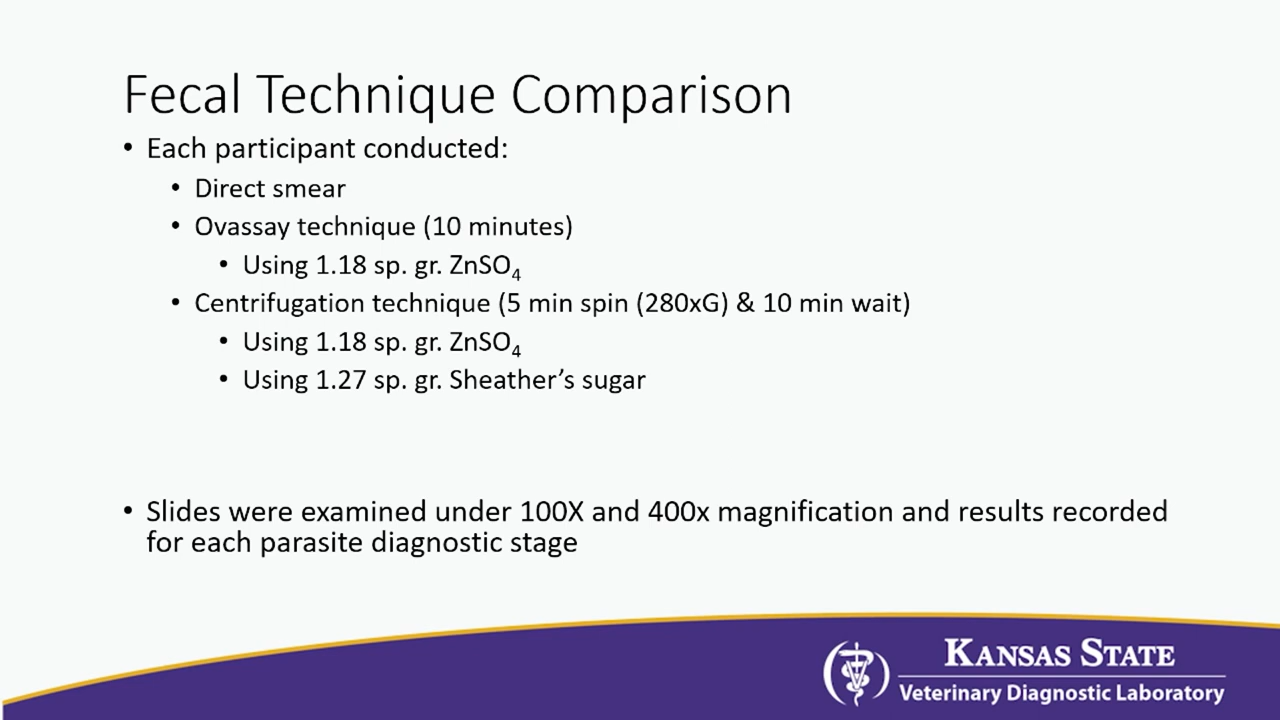 Fecal Technique Comparison
• Each participant conducted:
• Direct smear
• Ovassay technique (10 minutes)
• Using 1.18 sp. gr. ZnSO₄
• Centrifugation technique (5 min spin (280xG) & 10 min wait)
• Using 1.18 sp. gr. ZnSO₄
• Using 1.27 sp. gr. Sheather’s sugar
• Slides were examined under 100X and 400x magnification and results recorded
for each parasite diagnostic stage
KANSAS STATE
Veterinary Diagnostic Laboratory